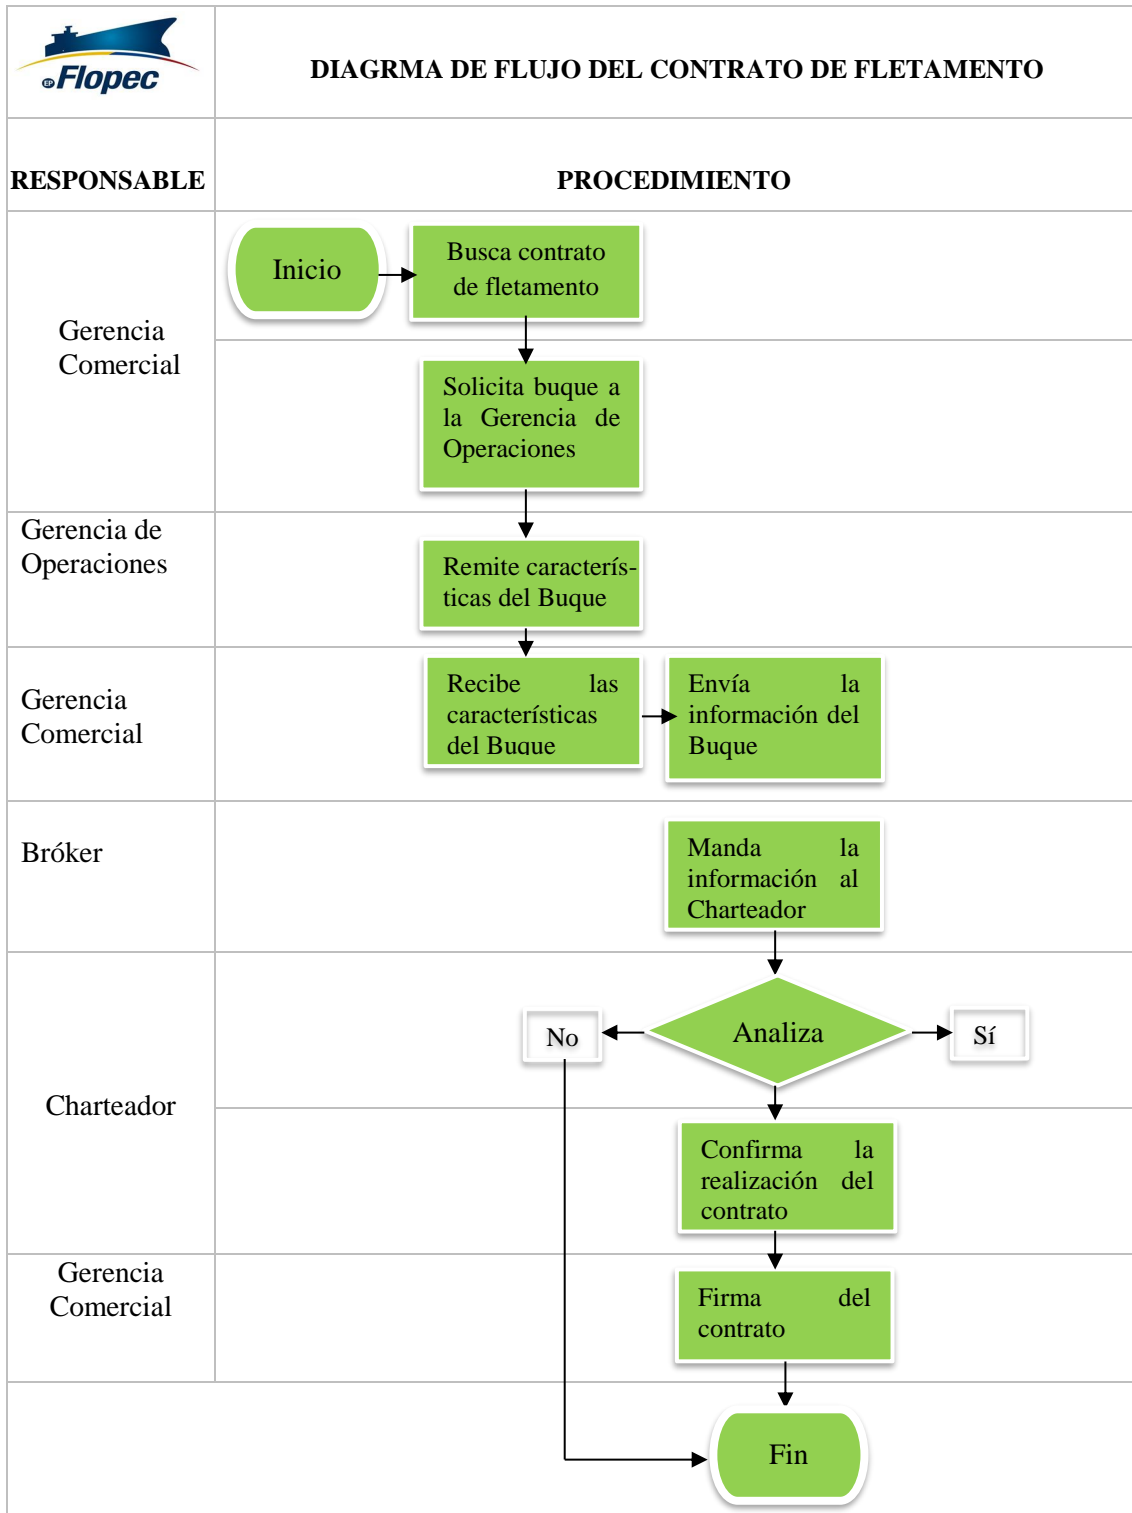 EP Flopec
DIAGRMA DE FLUJO DEL CONTRATO DE FLETAMENTO
RESPONSABLE
PROCEDIMIENTO
Gerencia
Comercial
Inicio
Busca contrato
de fletamento
Solicita buque a
la Gerencia de
Operaciones
Gerencia de
Operaciones
Remite caracterís-
ticas del Buque
Gerencia
Comercial
Recibe las
características
del Buque
Envía la
información del
Buque
Bróker
Manda la
información al
Charteador
Charteador
No
Analiza
Sí
Confirma la
realización del
contrato
Gerencia
Comercial
Firma del
contrato
Fin